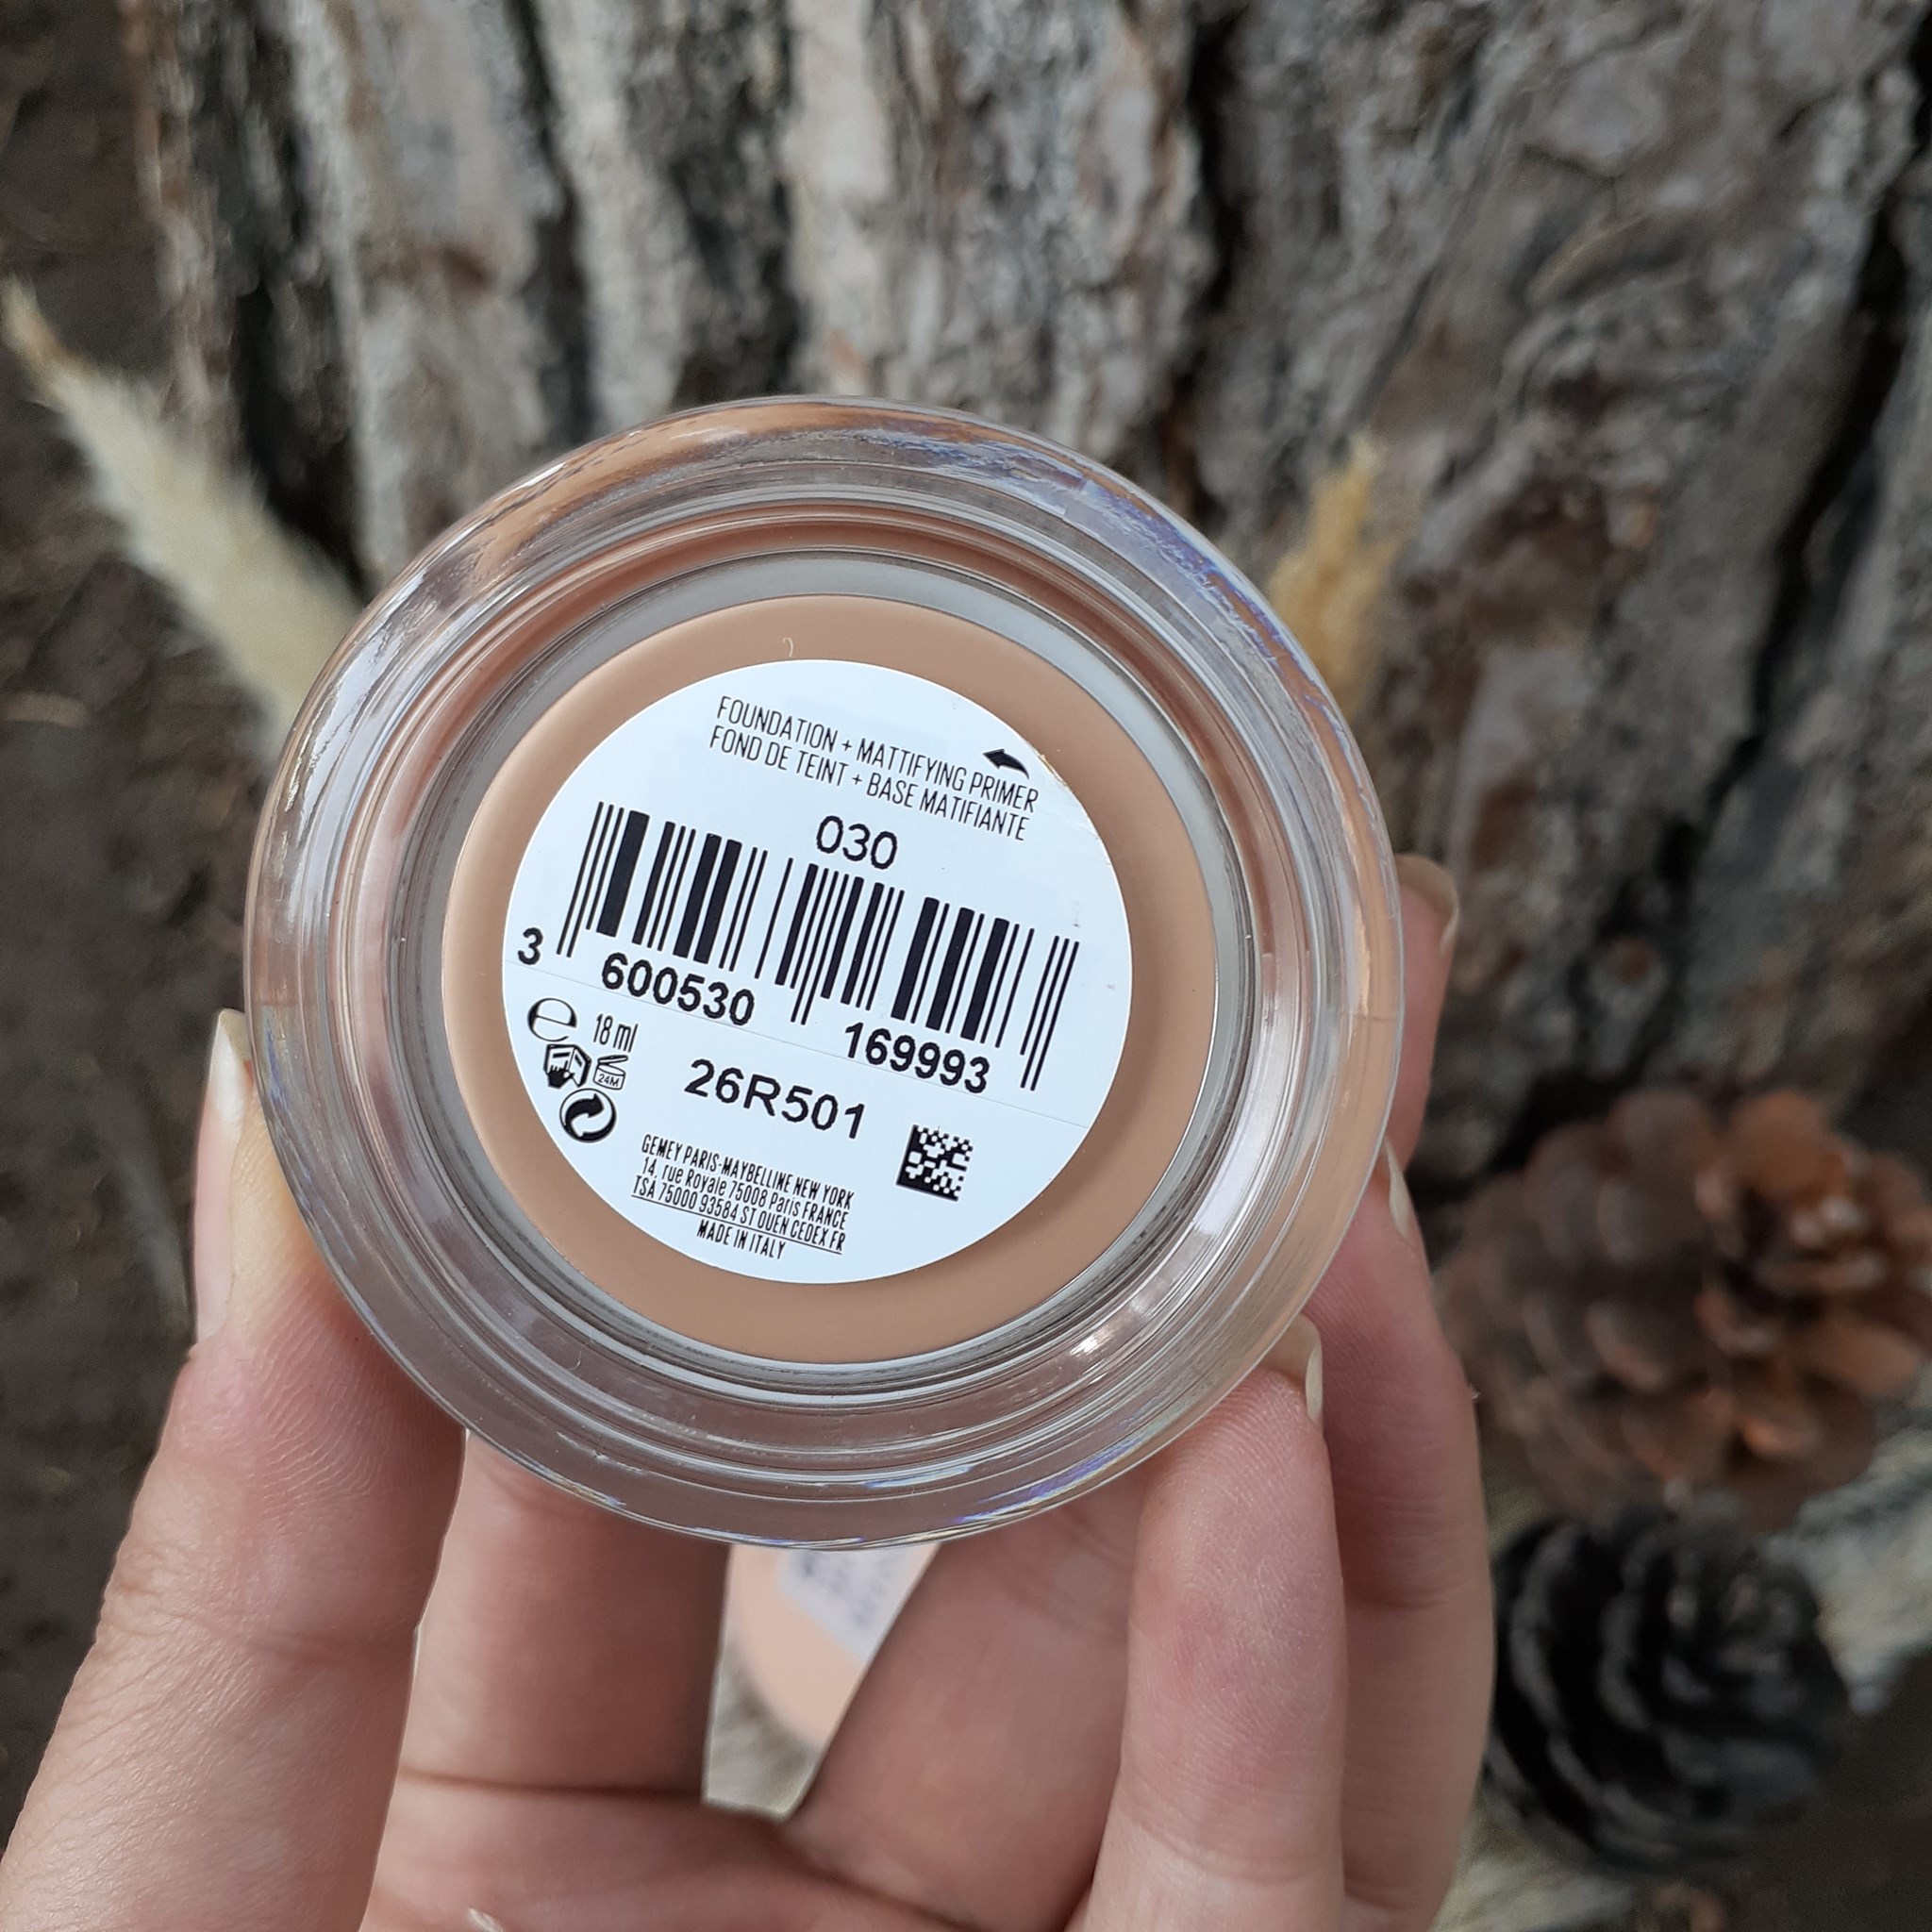 FOUNDATION + MATTIFYING PRIMER
FOND DE TEINT + BASE MATIFIANTE
030
3 600530 169993
e 18 ml
24M
26R501
GEMEY PARIS-MAYBELLINE NEW YORK
14, rue Royale 75008 Paris FRANCE
TSA 75000 93584 ST OUEN CEDEX FR
MADE IN ITALY